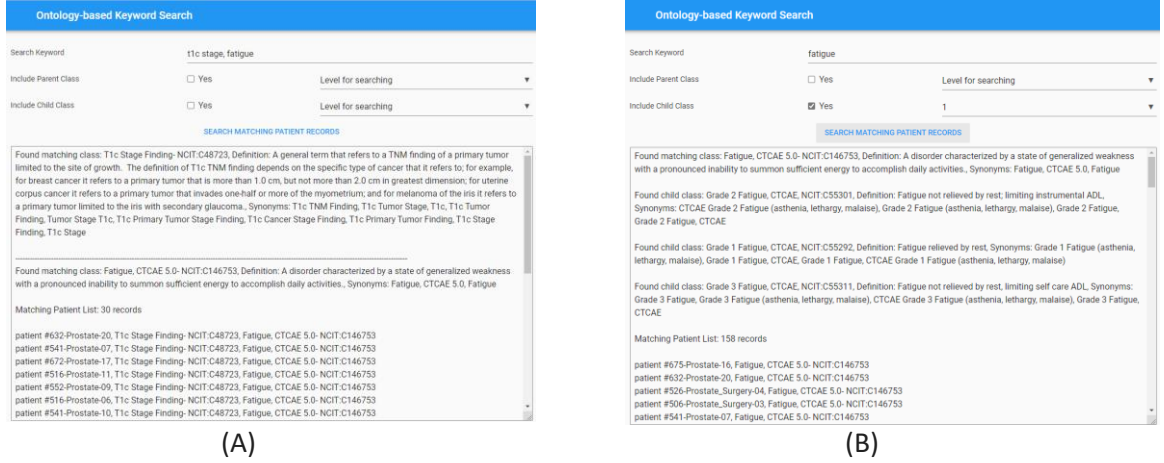 Ontology-based Keyword Search
Search Keyword
t1c stage, fatigue
Include Parent Class
Yes
Level for searching
Include Child Class
Yes
Level for searching
SEARCH MATCHING PATIENT RECORDS
Found matching class: T1c Stage Finding- NCIT:C48723, Definition: A general term that refers to a TNM finding of a primary tumor
limited to the site of growth. The definition of T1c TNM finding depends on the specific type of cancer that it refers to; for example,
for breast cancer it refers to a primary tumor that is more than 1.0 cm, but not more than 2.0 cm in greatest dimension; for uterine
corpus cancer it refers to a primary tumor that invades one-half or more of the myometrium; and for melanoma of the iris it refers to
a primary tumor limited to the iris with secondary glaucoma., Synonyms: T1c TNM Finding, T1c Tumor Stage, T1c, T1c Tumor
Finding, Tumor Stage T1c, T1c Primary Tumor Stage Finding, T1c Cancer Stage Finding, T1c Primary Tumor Finding, T1c Stage
Finding, T1c Stage
Found matching class: Fatigue, CTCAE 5.0- NCIT:C146753, Definition: A disorder characterized by a state of generalized weakness
with a pronounced inability to summon sufficient energy to accomplish daily activities., Synonyms: Fatigue, CTCAE 5.0, Fatigue
Matching Patient List: 30 records
patient #632-Prostate-20, T1c Stage Finding- NCIT:C48723, Fatigue, CTCAE 5.0- NCIT:C146753
patient #541-Prostate-07, T1c Stage Finding- NCIT:C48723, Fatigue, CTCAE 5.0- NCIT:C146753
patient #672-Prostate-17, T1c Stage Finding- NCIT:C48723, Fatigue, CTCAE 5.0- NCIT:C146753
patient #516-Prostate-11, T1c Stage Finding- NCIT:C48723, Fatigue, CTCAE 5.0- NCIT:C146753
patient #552-Prostate-09, T1c Stage Finding- NCIT:C48723, Fatigue, CTCAE 5.0- NCIT:C146753
patient #516-Prostate-06, T1c Stage Finding- NCIT:C48723, Fatigue, CTCAE 5.0- NCIT:C146753
patient #541-Prostate-10, T1c Stage Finding- NCIT:C48723, Fatigue, CTCAE 5.0- NCIT:C146753
(A)
Ontology-based Keyword Search
Search Keyword
fatigue
Include Parent Class
Yes
Level for searching
Include Child Class
Yes
1
SEARCH MATCHING PATIENT RECORDS
Found matching class: Fatigue, CTCAE 5.0- NCIT:C146753, Definition: A disorder characterized by a state of generalized weakness
with a pronounced inability to summon sufficient energy to accomplish daily activities., Synonyms: Fatigue, CTCAE 5.0, Fatigue
Found child class: Grade 2 Fatigue, CTCAE, NCIT:C55301, Definition: Fatigue not relieved by rest; limiting instrumental ADL,
Synonyms: CTCAE Grade 2 Fatigue (asthenia, lethargy, malaise), Grade 2 Fatigue (asthenia, lethargy, malaise), Grade 2 Fatigue,
Grade 2 Fatigue, CTCAE
Found child class: Grade 1 Fatigue, CTCAE, NCIT:C55292, Definition: Fatigue relieved by rest, Synonyms: Grade 1 Fatigue (asthenia,
lethargy, malaise), Grade 1 Fatigue, CTCAE, Grade 1 Fatigue, CTCAE Grade 1 Fatigue (asthenia, lethargy, malaise)
Found child class: Grade 3 Fatigue, CTCAE, NCIT:C55311, Definition: Fatigue not relieved by rest, limiting self care ADL, Synonyms:
Grade 3 Fatigue, Grade 3 Fatigue (asthenia, lethargy, malaise), CTCAE Grade 3 Fatigue (asthenia, lethargy, malaise), Grade 3 Fatigue,
CTCAE
Matching Patient List: 158 records
patient #675-Prostate-16, Fatigue, CTCAE 5.0- NCIT:C146753
patient #632-Prostate-20, Fatigue, CTCAE 5.0- NCIT:C146753
patient #526-Prostate_Surgery-04, Fatigue, CTCAE 5.0- NCIT:C146753
patient #506-Prostate_Surgery-03, Fatigue, CTCAE 5.0- NCIT:C146753
patient #541-Prostate-07, Fatigue, CTCAE 5.0- NCIT:C146753
(B)